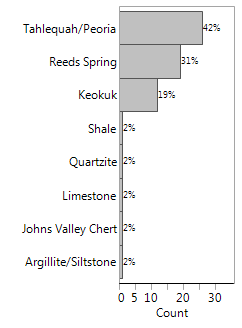 Tahlequah/Peoria 42%
Reeds Spring 31%
Keokuk 19%
Shale 2%
Quartzite 2%
Limestone 2%
Johns Valley Chert 2%
Argillite/Siltstone 2%
0 5 10 20 30
Count